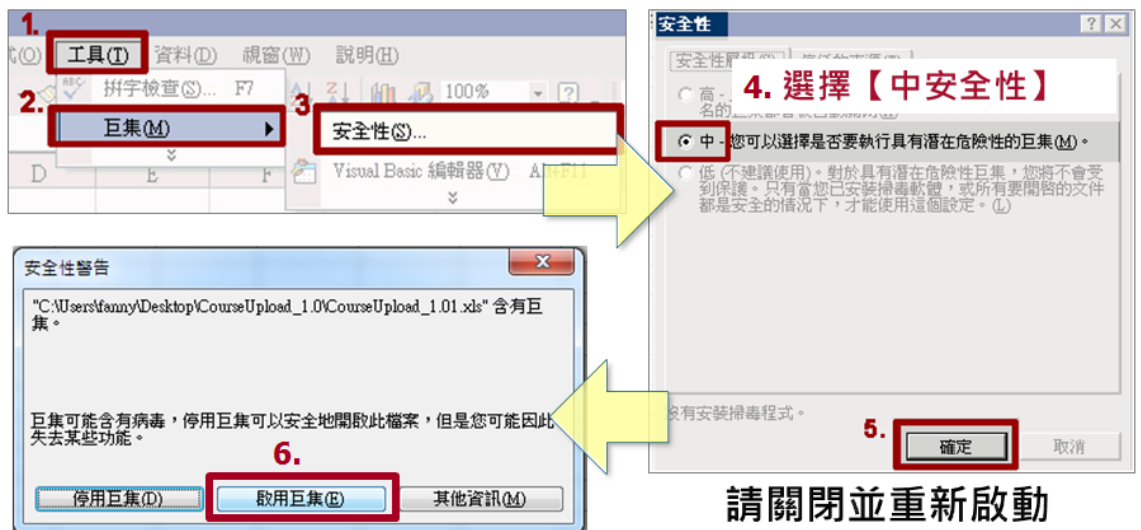 1.
(O) 工具(T) 資料(D) 視窗(W) 說明(H)
拼字檢查(S)... F7 100%
2.
巨集(M)
3
安全性(S)...
Visual Basic 編輯器(V) Alt+F11
D E F
安全性
4. 選擇【中安全性】
高 -
中 - 您可以選擇是否要執行具有潛在危險性的巨集(M)。
低 (不建議使用)。對於具有潛在危險性巨集，您將不會受
到保護。只有當您已安裝掃毒軟體，或所有要開啓的文件
都是安全的情況下，才能使用這個設定。(L)
沒有安裝掃毒程式。
5.
確定 取消
請關閉並重新啟動
安全性警告
"C:\Users\fanny\Desktop\CourseUpload_1.0\CourseUpload_1.01.xls" 含有巨
集。
巨集可能含有病毒，停用巨集可以安全地開啟此檔案，但是您可能因此
失去某些功能。
6.
停用巨集(D) 啟用巨集(E) 其他資訊(M)